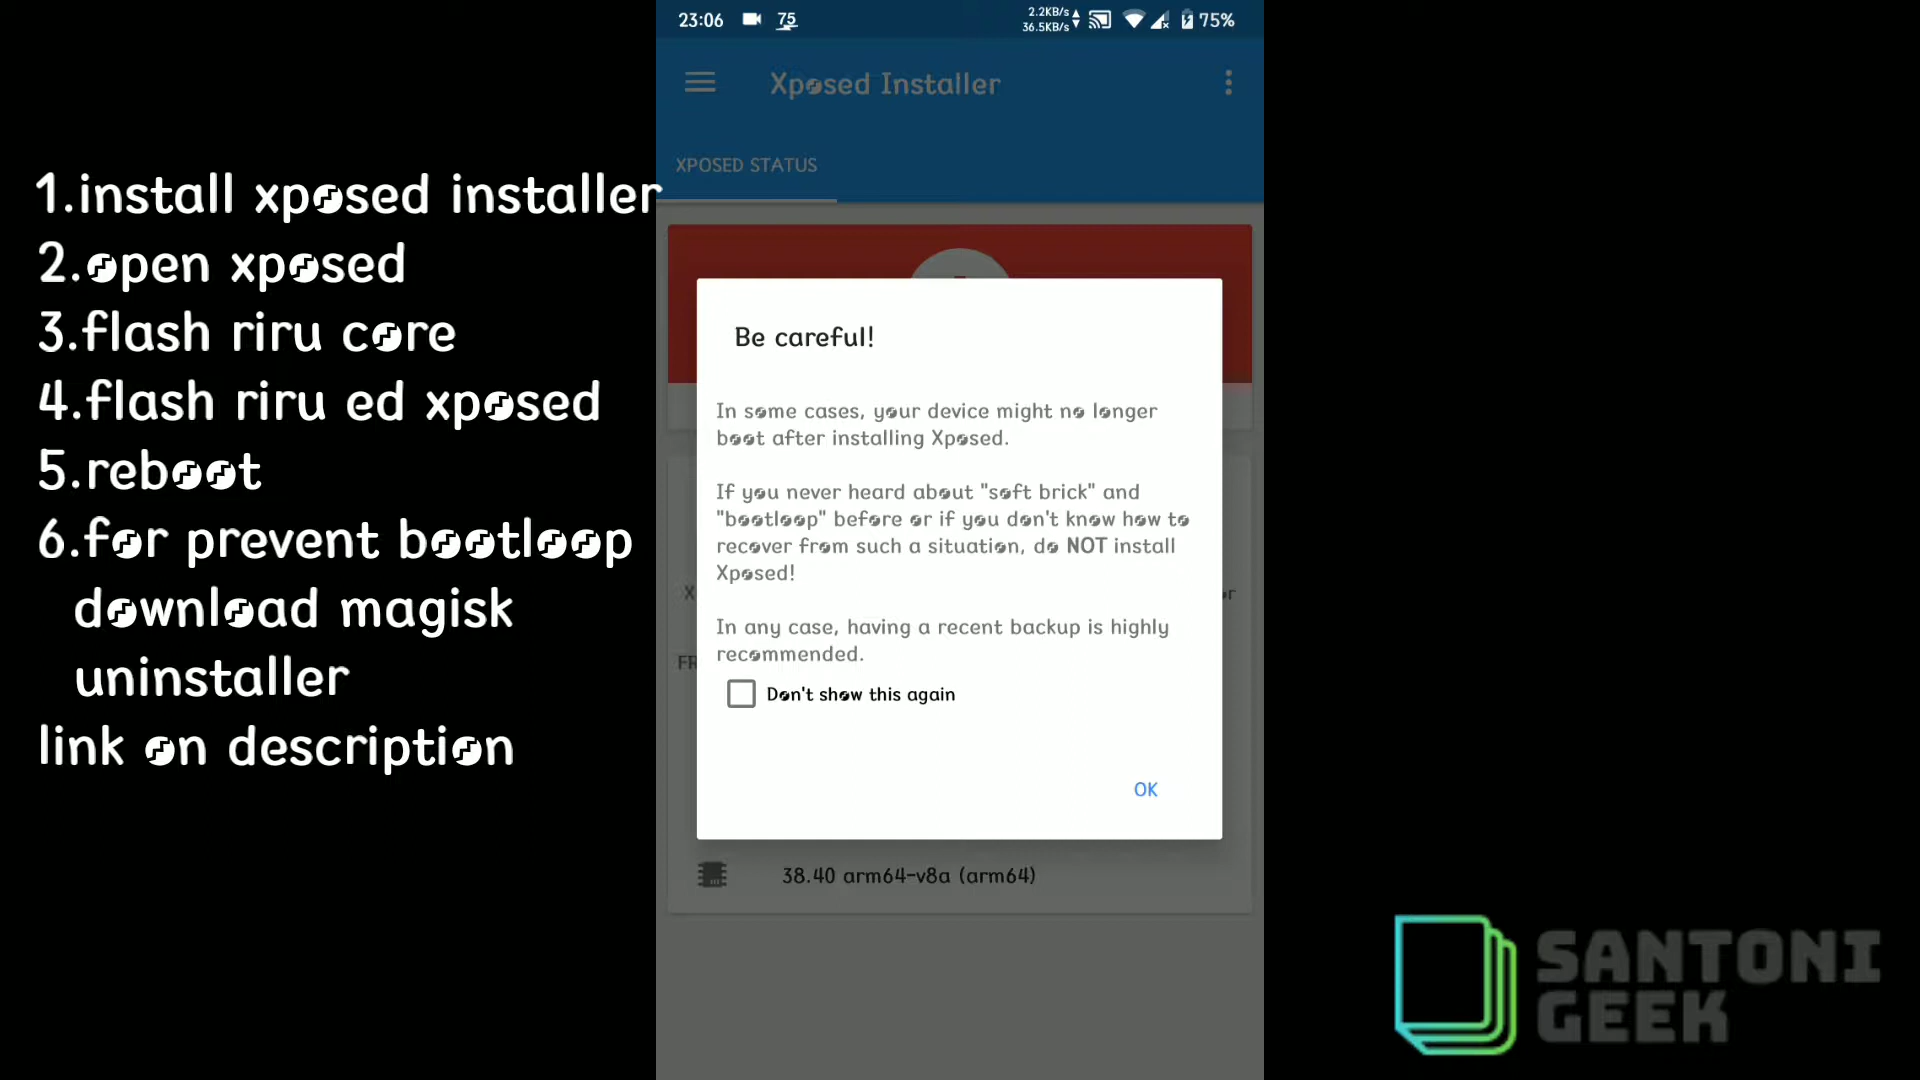 1.install xposed installer
2.open xposed
3.flash riru core
4.flash riru ed xposed
5.reboot
6.for prevent bootloop
download magisk
uninstaller
link on description
23:06 75 2.2KB/s 75%
36.5KB/s
Xposed Installer
XPOSED STATUS
Be careful!
In some cases, your device might no longer
boot after installing Xposed.
If you never heard about "soft brick" and
"bootloop" before or if you don't know how to
recover from such a situation, do NOT install
Xposed!
In any case, having a recent backup is highly
recommended.
Don't show this again
OK
38.40 arm64-v8a (arm64)
SANTONI
GEEK